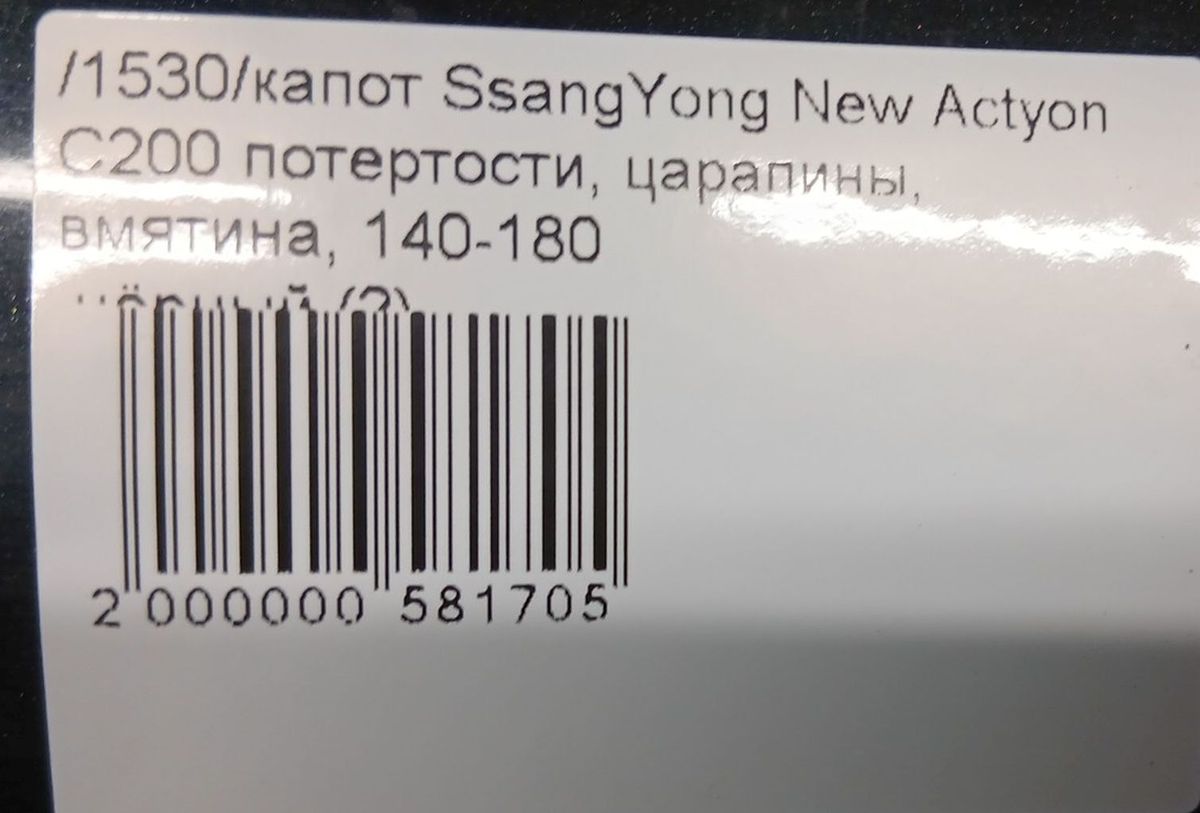 /1530/капот SsangYong New Actyon
C200 потертости, царапины,
вмятина, 140-180
2 000000 581705